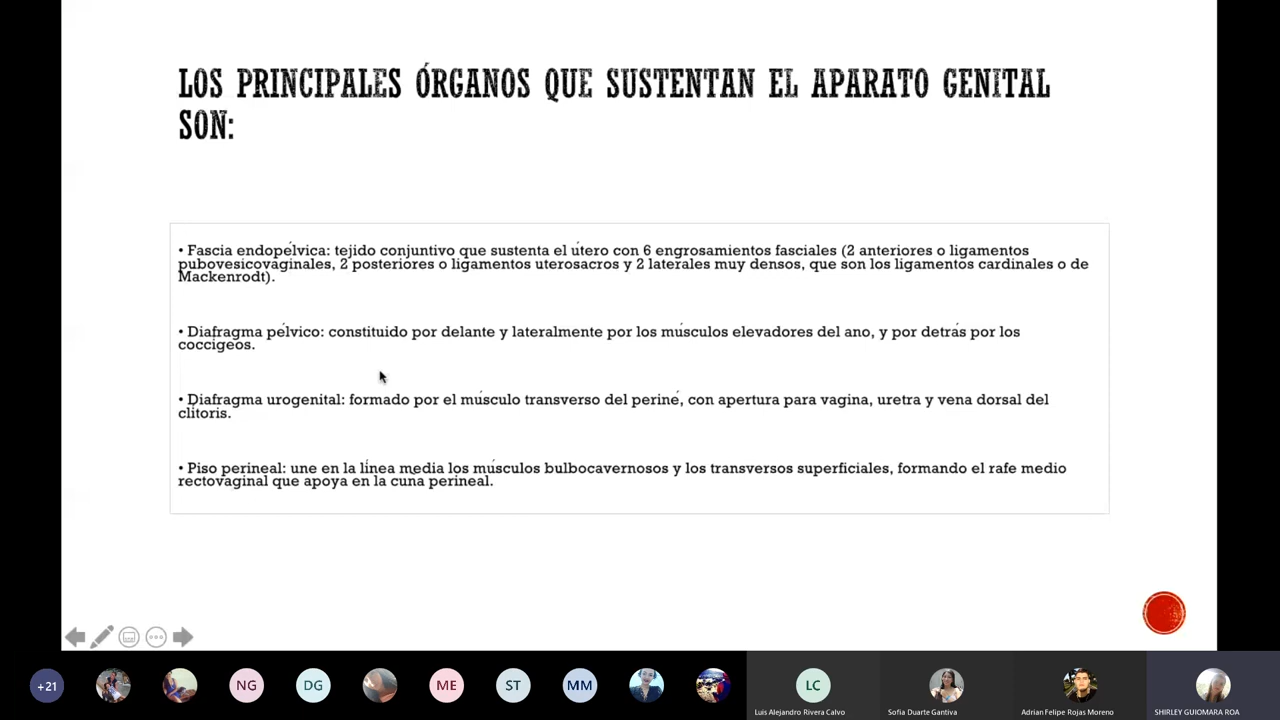 LOS PRINCIPALES ÓRGANOS QUE SUSTENTAN EL APARATO GENITAL
SON:
• Fascia endopélvica: tejido conjuntivo que sustenta el útero con 6 engrosamientos fasciales (2 anteriores o ligamentos
pubovesicovaginales, 2 posteriores o ligamentos uterosacros y 2 laterales muy densos, que son los ligamentos cardinales o de
Mackenrodt).
• Diafragma pélvico: constituido por delante y lateralmente por los músculos elevadores del ano, y por detrás por los
coccígeos.
• Diafragma urogenital: formado por el músculo transverso del periné, con apertura para vagina, uretra y vena dorsal del
clítoris.
• Piso perineal: une en la línea media los músculos bulbocavernosos y los transversos superficiales, formando el rafe medio
rectovaginal que apoya en la cuña perineal.
+21
NG
DG
ME
ST
MM
LC
Luis Alejandro Rivera Calvo
Sofia Duarte Gantiva
Adrian Felipe Rojas Moreno
SHIRLEY GUIOMARA ROA